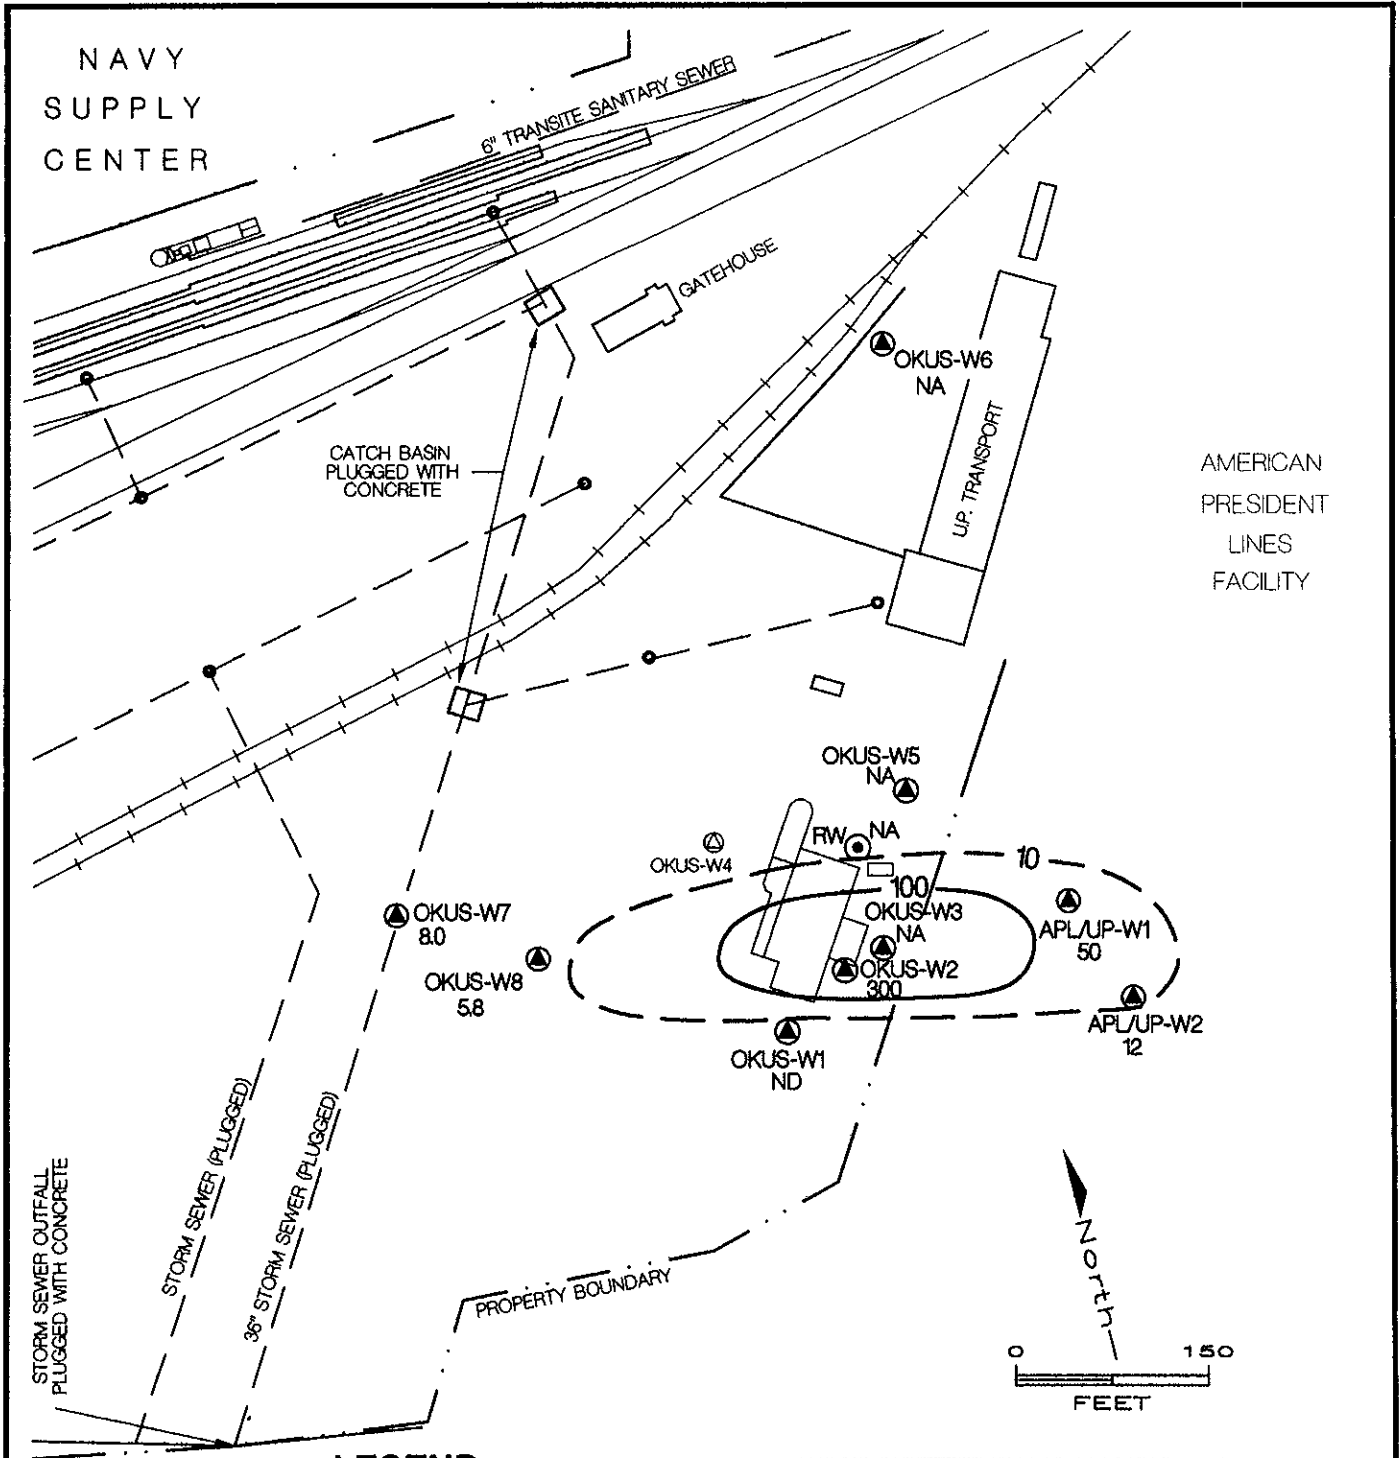 NAVY
SUPPLY
CENTER
6" TRANSITE SANITARY SEWER
GATEHOUSE
OKUS-W6
NA
CATCH BASIN
PLUGGED WITH
CONCRETE
U.P. TRANSPORT
AMERICAN
PRESIDENT
LINES
FACILITY
OKUS-W5
NA
RW
NA
OKUS-W4
10
100
OKUS-W3
NA
APL/UP-W1
50
OKUS-W7
8.0
OKUS-W2
300
OKUS-W8
5.8
APL/UP-W2
12
OKUS-W1
ND
STORM SEWER (PLUGGED)
36" STORM SEWER (PLUGGED)
STORM SEWER OUTFALL
PLUGGED WITH CONCRETE
PROPERTY BOUNDARY
North
0 150
FEET
LEGEND